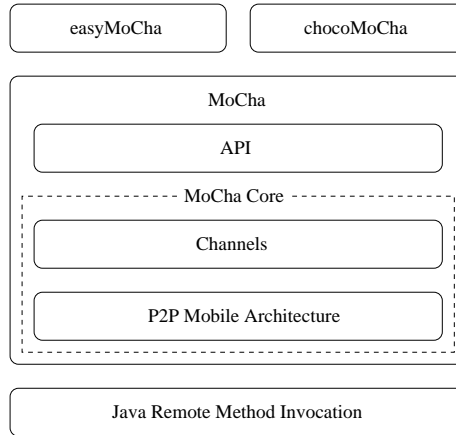 easyMoCha
chocoMoCha
MoCha
API
MoCha Core
Channels
P2P Mobile Architecture
Java Remote Method Invocation